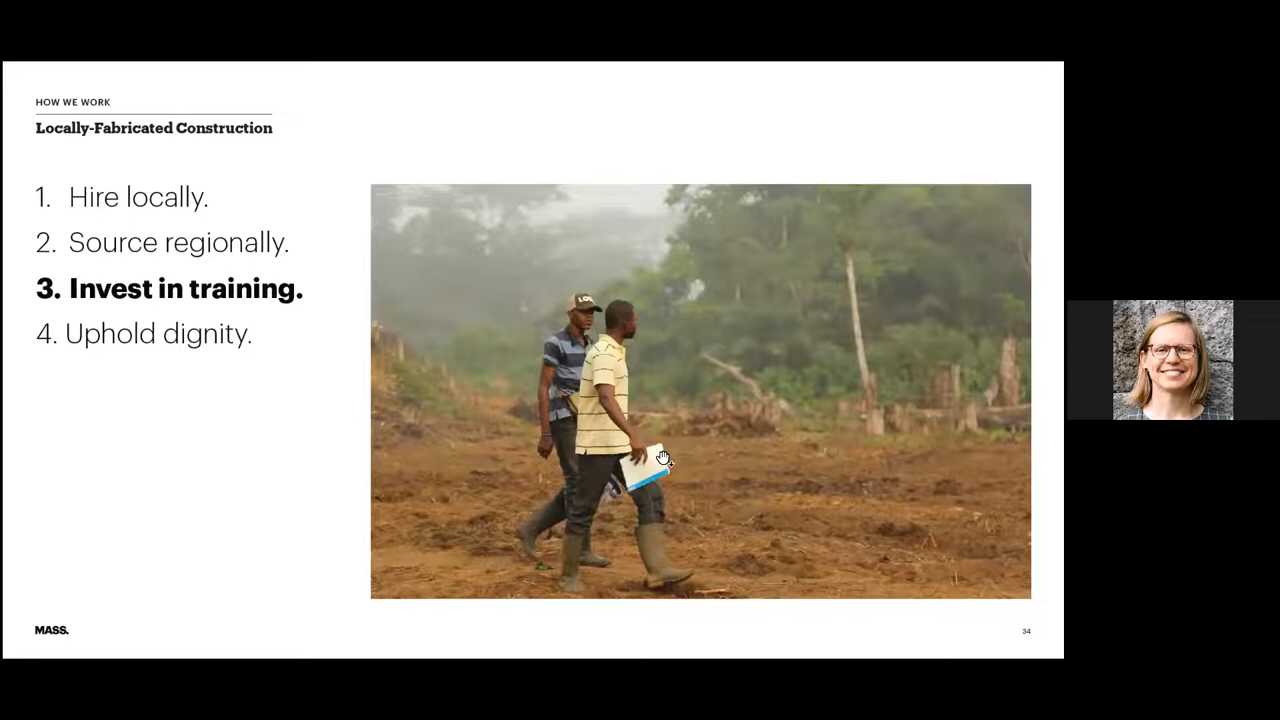 HOW WE WORK
Locally-Fabricated Construction
1. Hire locally.
2. Source regionally.
3. Invest in training.
4. Uphold dignity.
MASS.
34